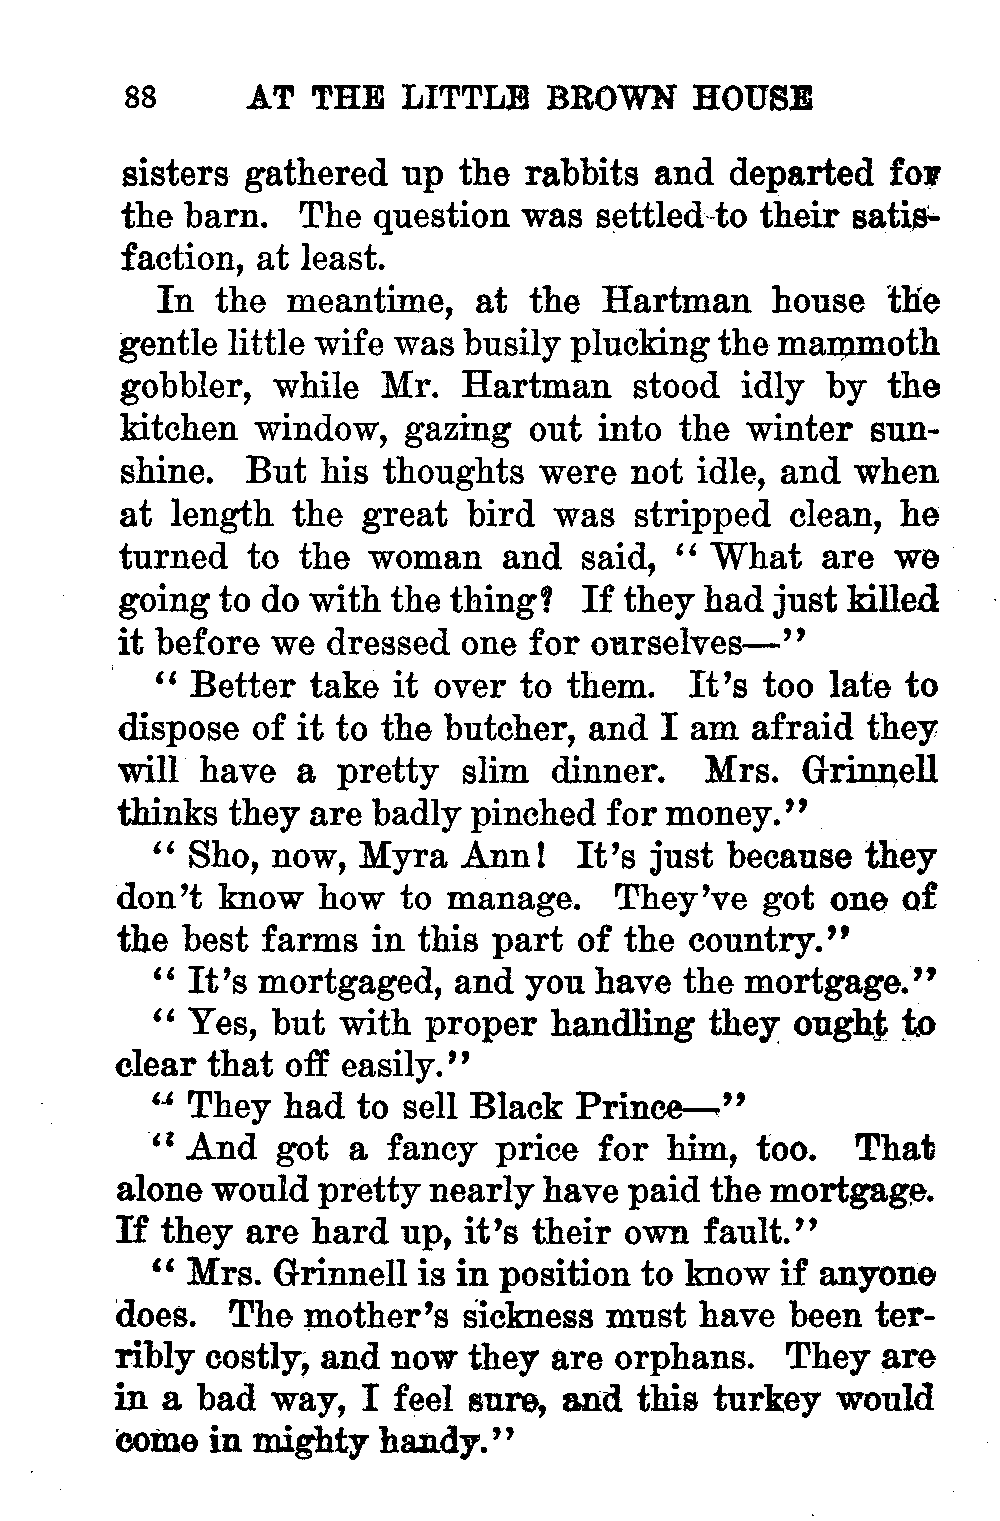 88 AT THE LITTLE BROWN HOUSE
sisters gathered up the rabbits and departed for
the barn. The question was settled to their satis-
faction, at least.
In the meantime, at the Hartman house the
gentle little wife was busily plucking the mammoth
gobbler, while Mr. Hartman stood idly by the
kitchen window, gazing out into the winter sun-
shine. But his thoughts were not idle, and when
at length the great bird was stripped clean, he
turned to the woman and said, “ What are we
going to do with the thing? If they had just killed
it before we dressed one for ourselves—”
“ Better take it over to them. It’s too late to
dispose of it to the butcher, and I am afraid they
will have a pretty slim dinner. Mrs. Grinnell
thinks they are badly pinched for money.”
“ Sho, now, Myra Ann! It’s just because they
don’t know how to manage. They’ve got one of
the best farms in this part of the country.”
“ It’s mortgaged, and you have the mortgage.”
“ Yes, but with proper handling they ought to
clear that off easily.”
“ They had to sell Black Prince—”
“ And got a fancy price for him, too. That
alone would pretty nearly have paid the mortgage.
If they are hard up, it’s their own fault.”
“ Mrs. Grinnell is in position to know if anyone
does. The mother’s sickness must have been ter-
ribly costly, and now they are orphans. They are
in a bad way, I feel sure, and this turkey would
come in mighty handy.”